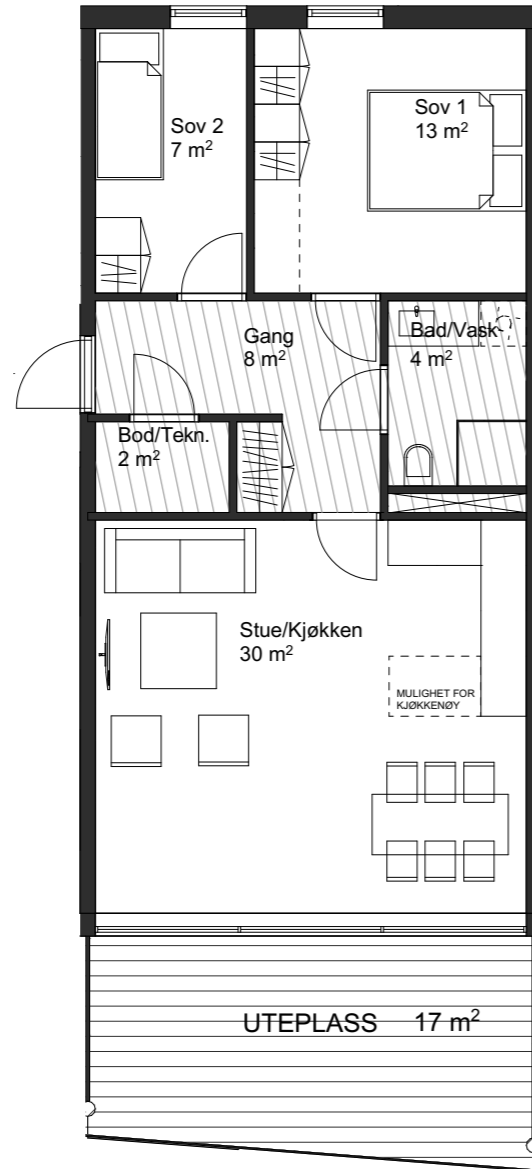 Sov 2
7 m²
Sov 1
13 m²
Gang
8 m²
Bad/Vask
4 m²
Bod/Tekn.
2 m²
Stue/Kjøkken
30 m²
MULIGHET FOR
KJØKKENØY
UTEPLASS 17 m²